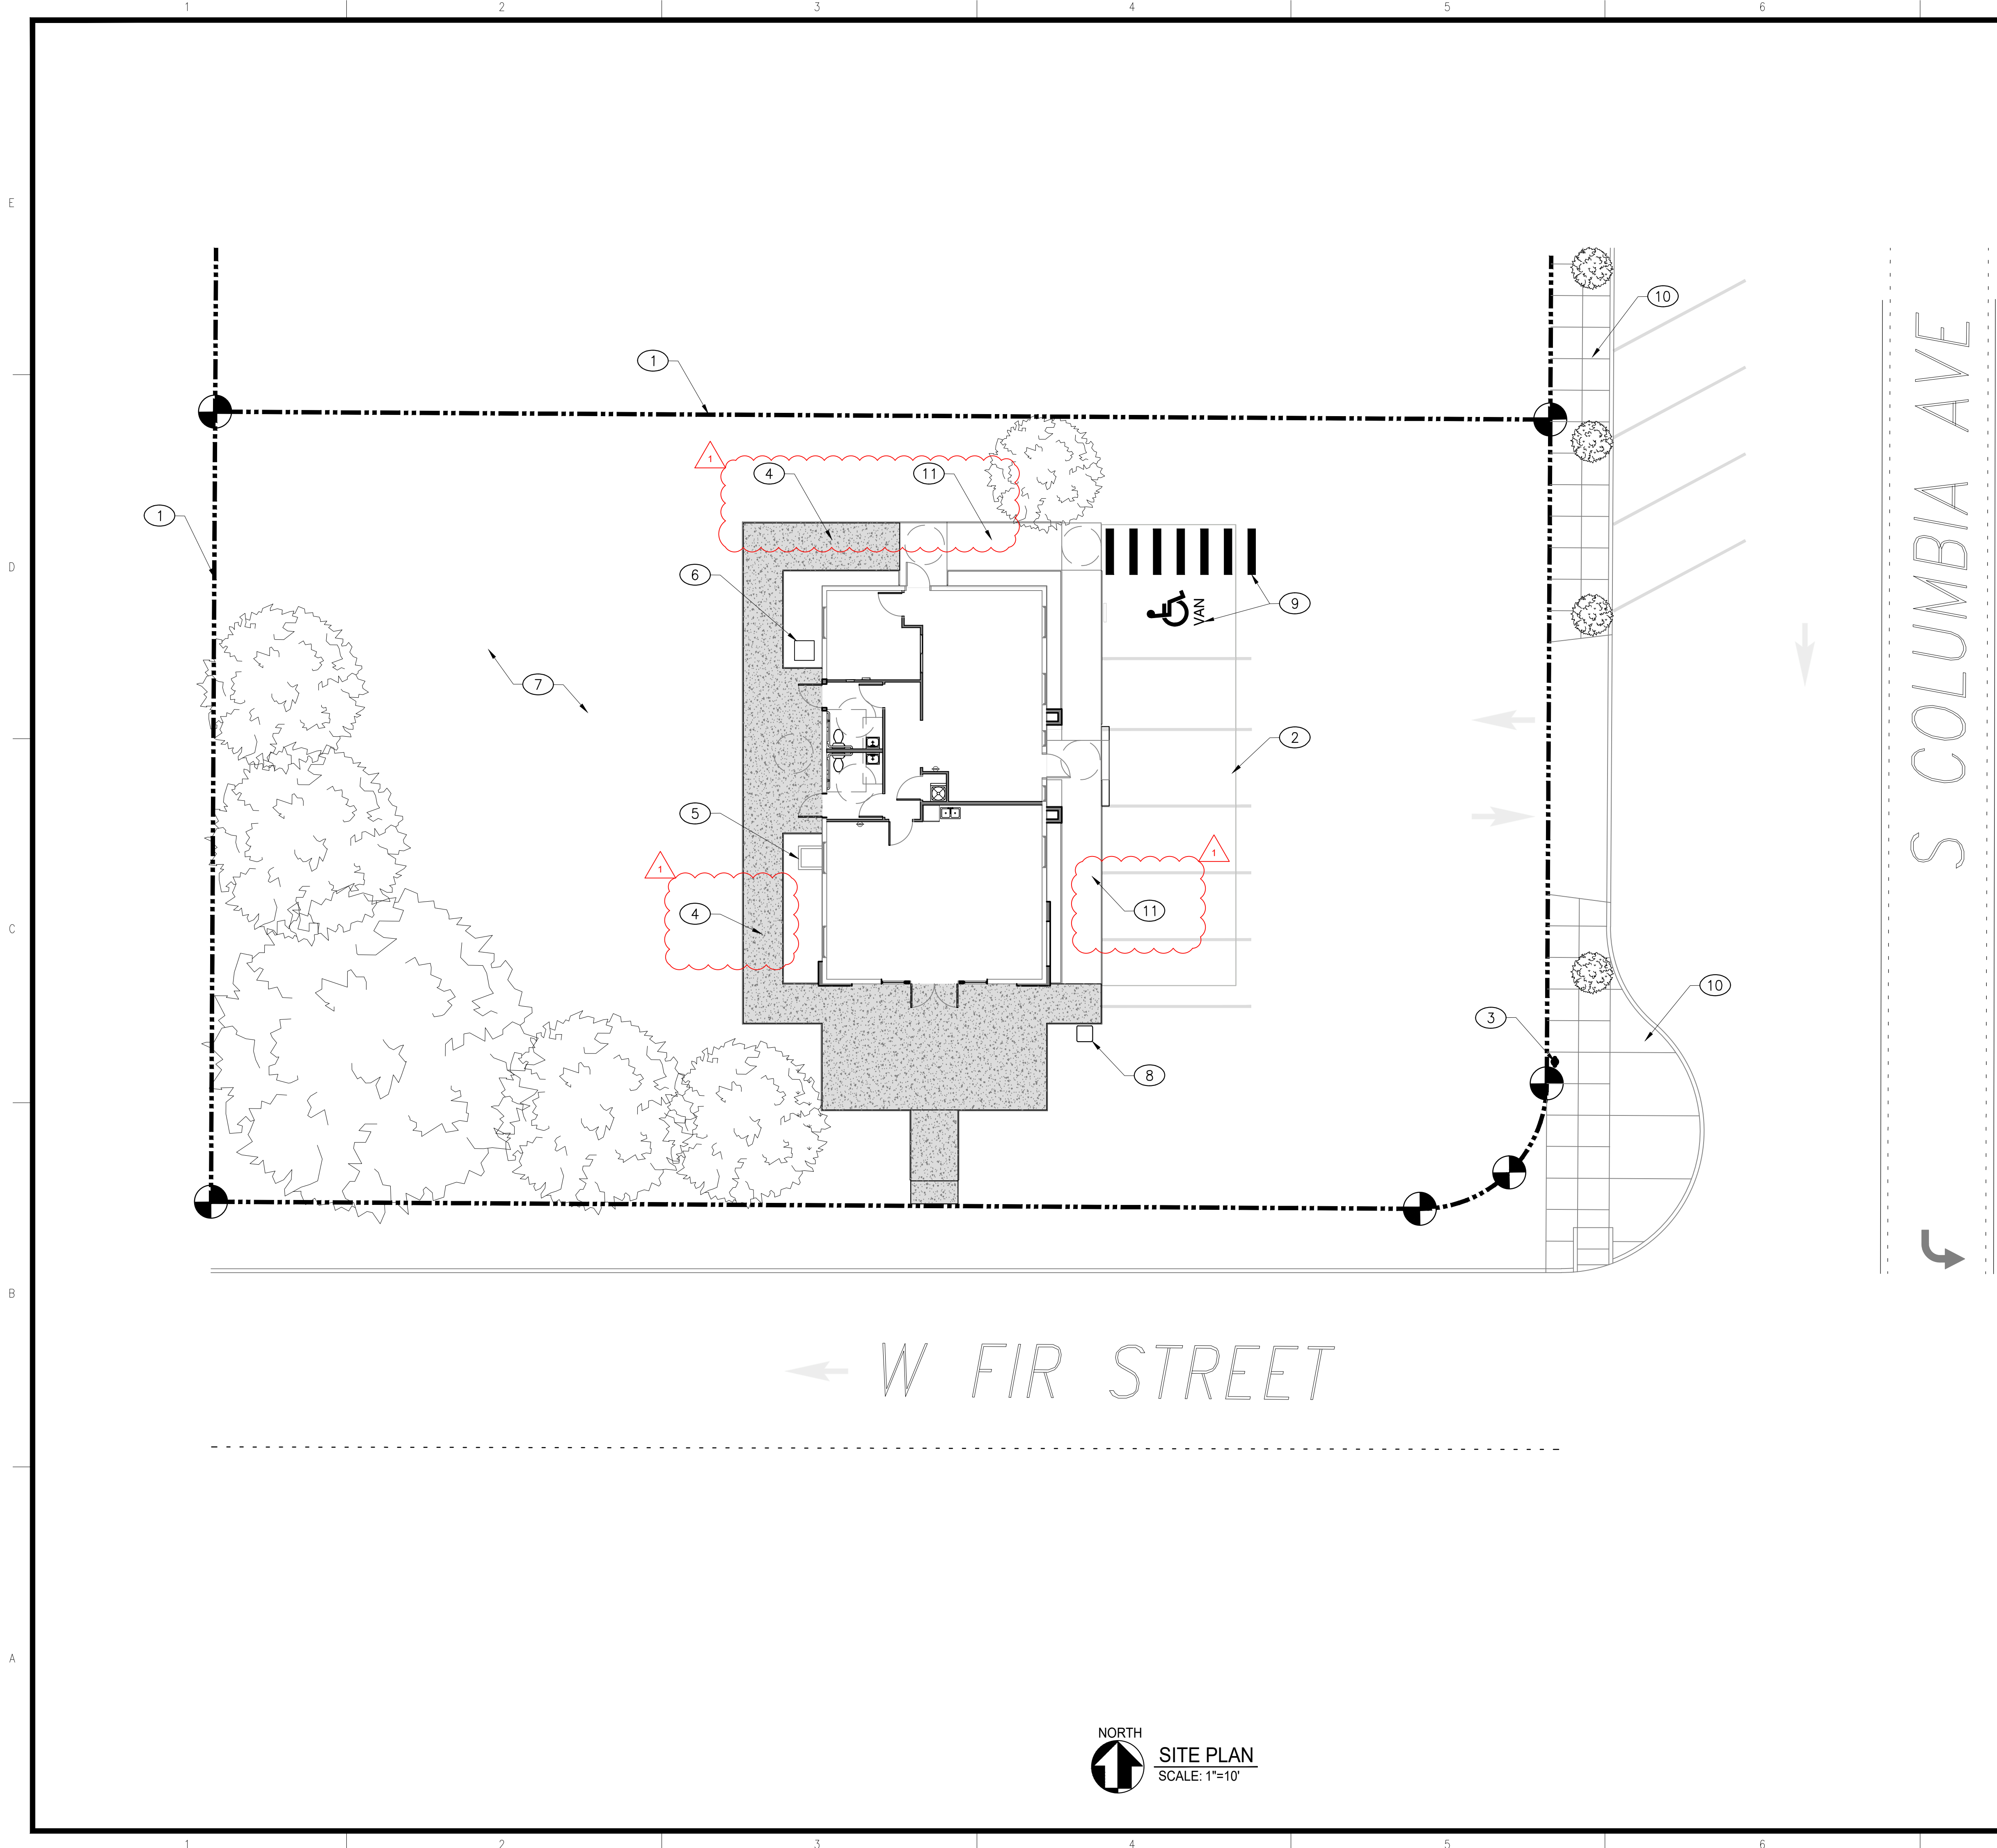 1 2 3 4 5 6
E
10
1
1
4 11
1
D
6
9
VAN
7
2
S COLUMBIA AVE
5
1
1
C
4
11
10
3
8
B
W FIR STREET
A
NORTH
SITE PLAN
SCALE: 1"=10'
1 2 3 4 5 6